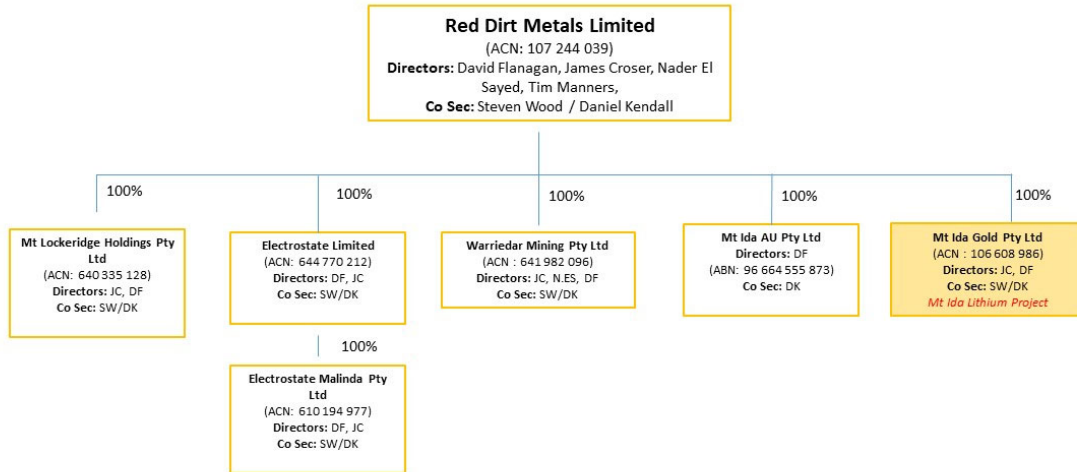 Red Dirt Metals Limited
(ACN: 107 244 039)
Directors: David Flanagan, James Croser, Nader El
Sayed, Tim Manners,
Co Sec: Steven Wood / Daniel Kendall
100%
100%
100%
100%
100%
Mt Lockeridge Holdings Pty
Ltd
(ACN: 640 335 128)
Directors: JC, DF
Co Sec: SW/DK
Electrostate Limited
(ACN: 644 770 212)
Directors: DF, JC
Co Sec: SW/DK
Warriedar Mining Pty Ltd
(ACN : 641 982 096)
Directors: JC, N.ES, DF
Co Sec: SW/DK
Mt Ida AU Pty Ltd
Directors: DF
(ABN: 96 664 555 873)
Co Sec: DK
Mt Ida Gold Pty Ltd
(ACN : 106 608 986)
Directors: JC, DF
Co Sec: SW/DK
Mt Ida Lithium Project
100%
Electrostate Malinda Pty
Ltd
(ACN: 610 194 977)
Directors: DF, JC
Co Sec: SW/DK